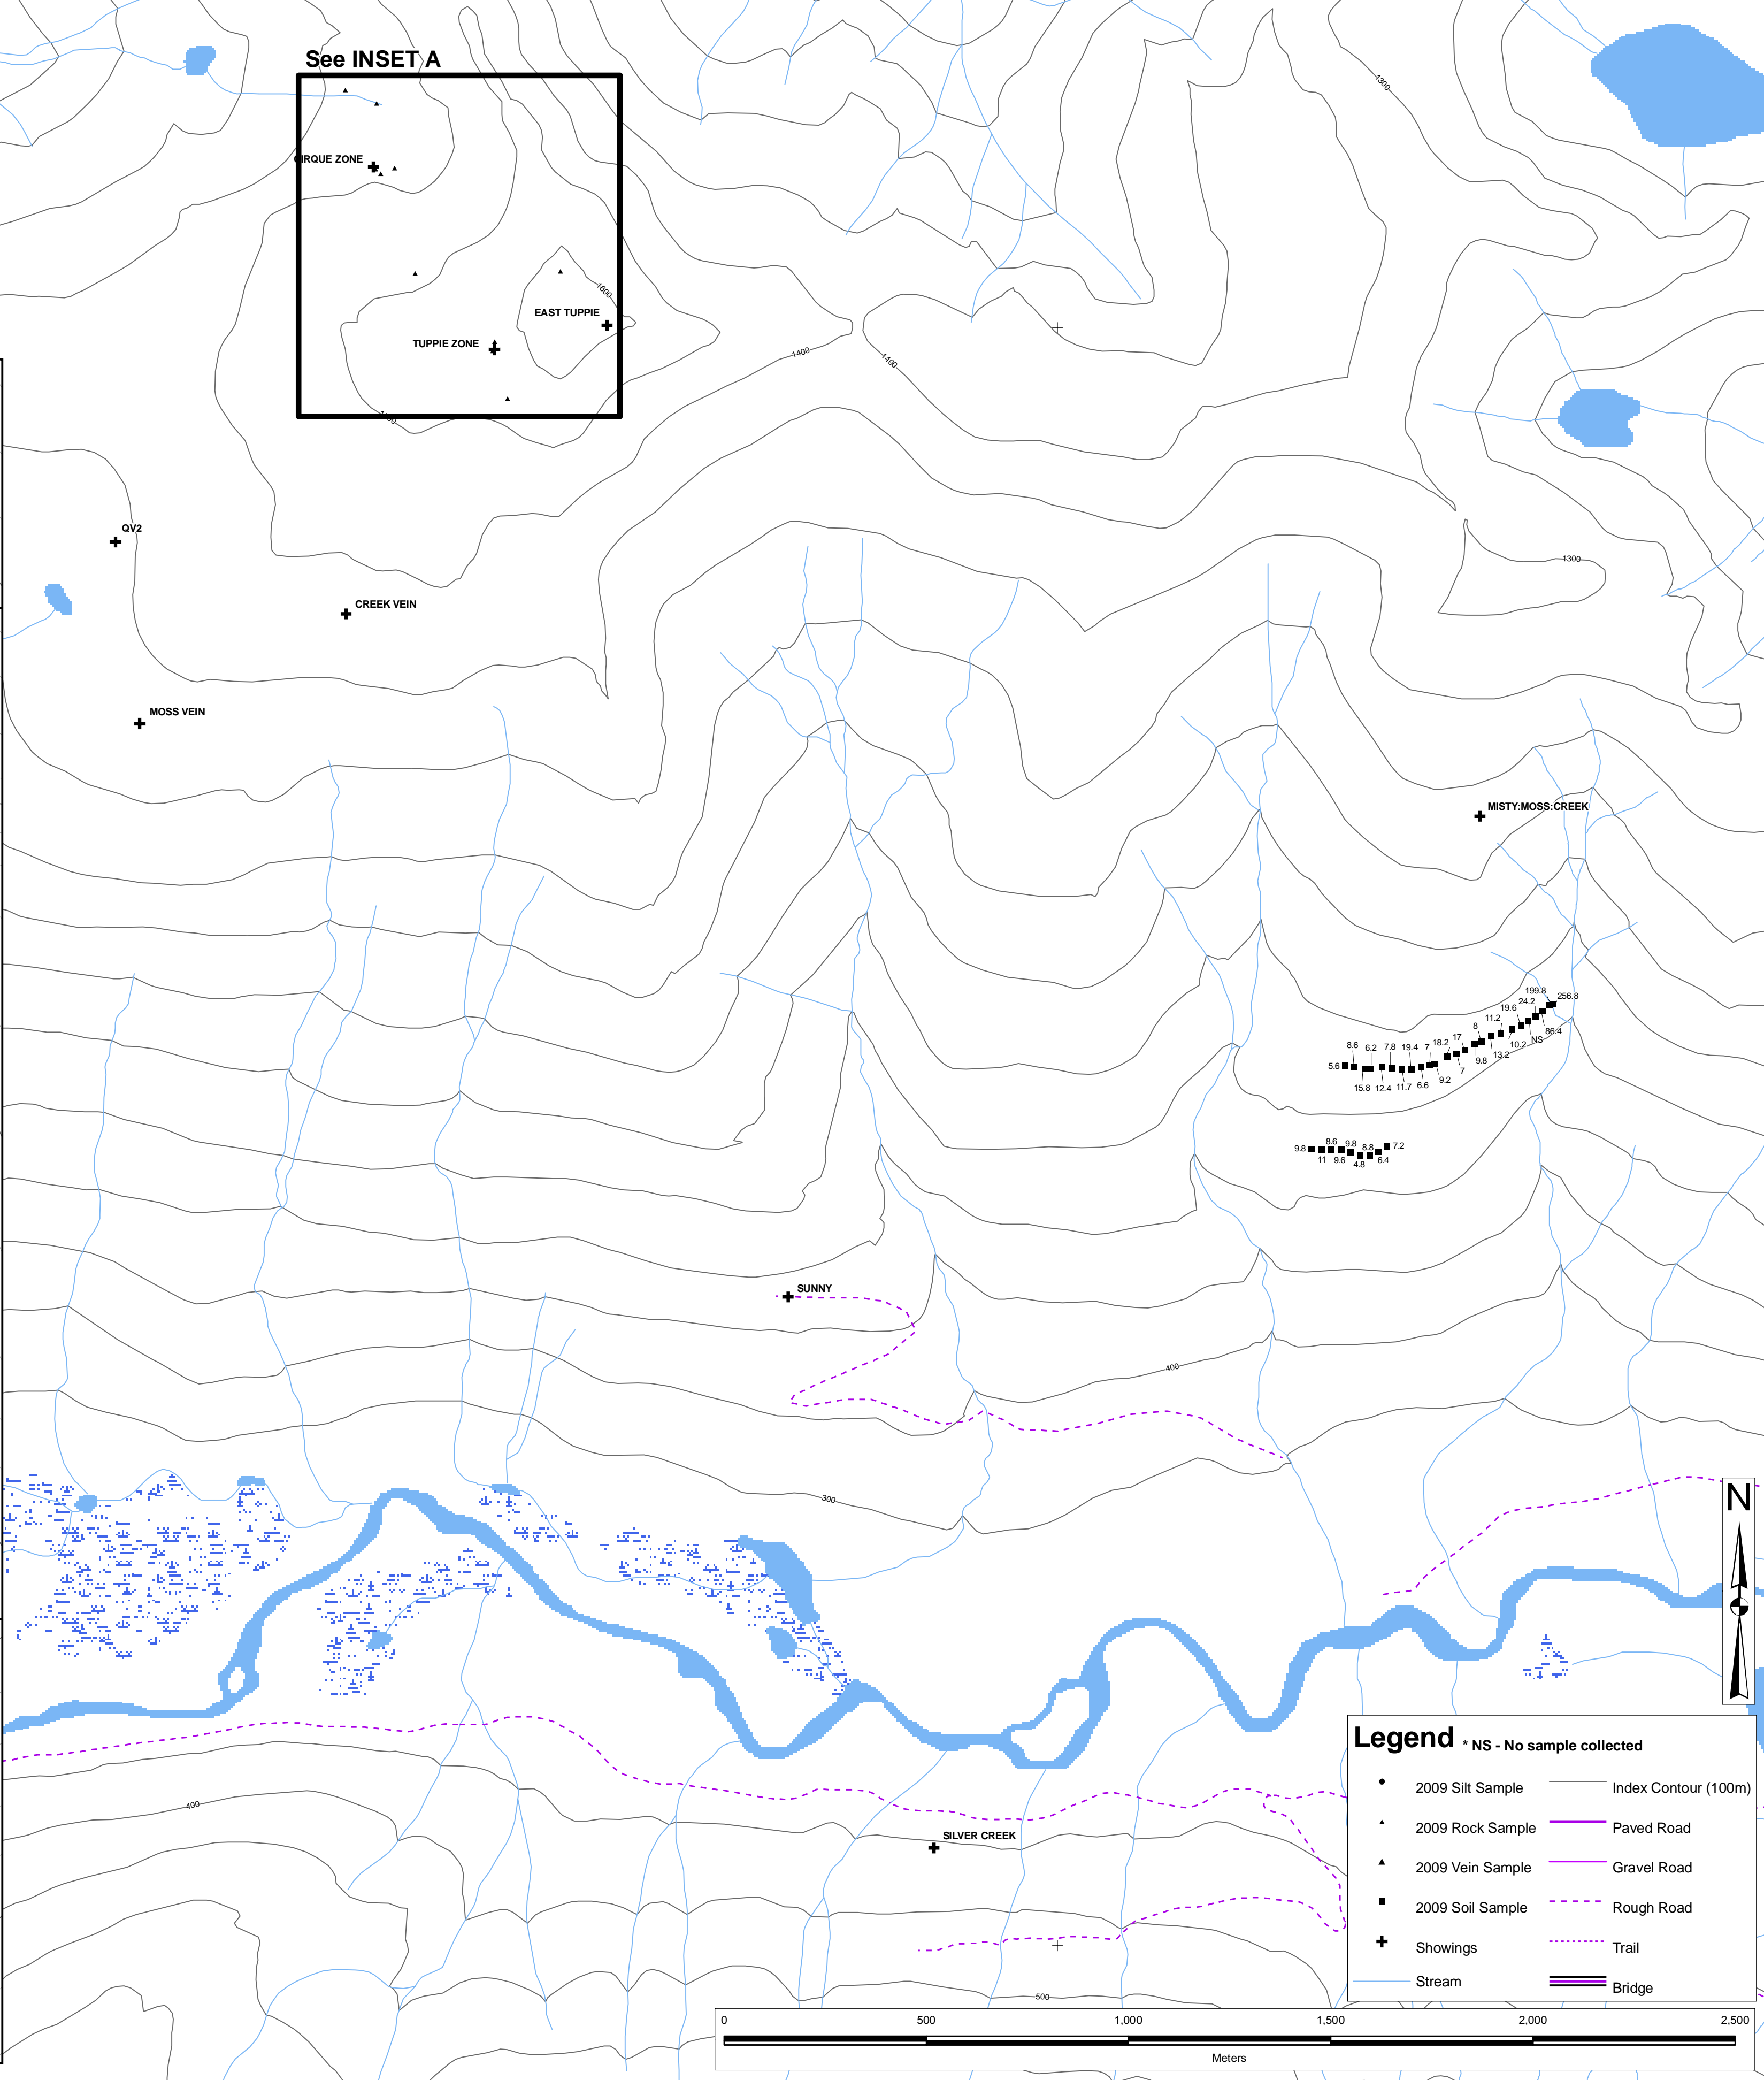 See INSET A
1300
CIRQUE ZONE
1600
EAST TUPPIE
TUPPIE ZONE
1400
1400
QV2
1300
CREEK VEIN
MOSS VEIN
MISTY:MOSS:CREEK
199.8
256.8
24.2
19.6
11.2
86.4
8
NS
17
10.2
18.2
13.2
8.6
6.2
7.8
19.4
7
9.8
5.6
7
9.2
15.8
12.4
11.7
6.6
8.6
9.8
8.8
7.2
9.8
11
9.6
4.8
6.4
SUNNY
400
300
N
Legend * NS - No sample collected
2009 Silt Sample
Index Contour (100m)
2009 Rock Sample
Paved Road
2009 Vein Sample
Gravel Road
2009 Soil Sample
Rough Road
Showings
Trail
Stream
Bridge
400
SILVER CREEK
500
0 500 1,000 1,500 2,000 2,500
Meters